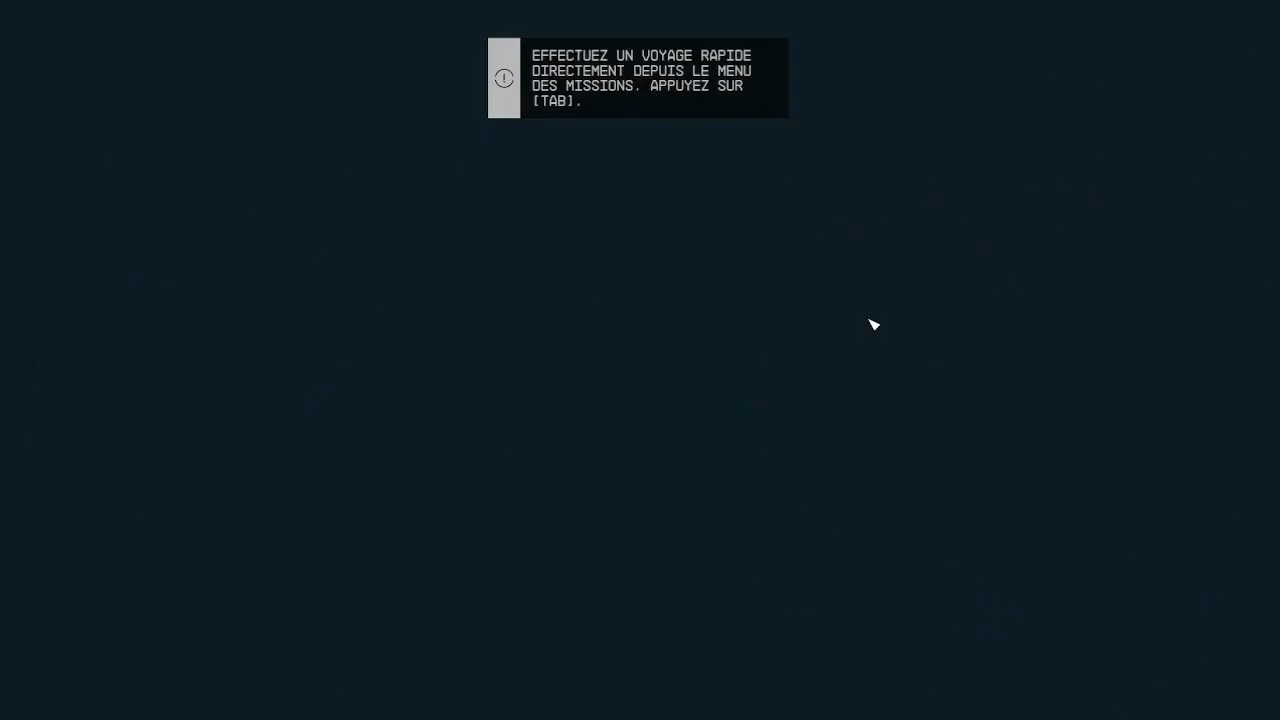 EFFECTUEZ UN VOYAGE RAPIDE
DIRECTEMENT DEPUIS LE MENU
DES MISSIONS. APPUYEZ SUR
[TAB].